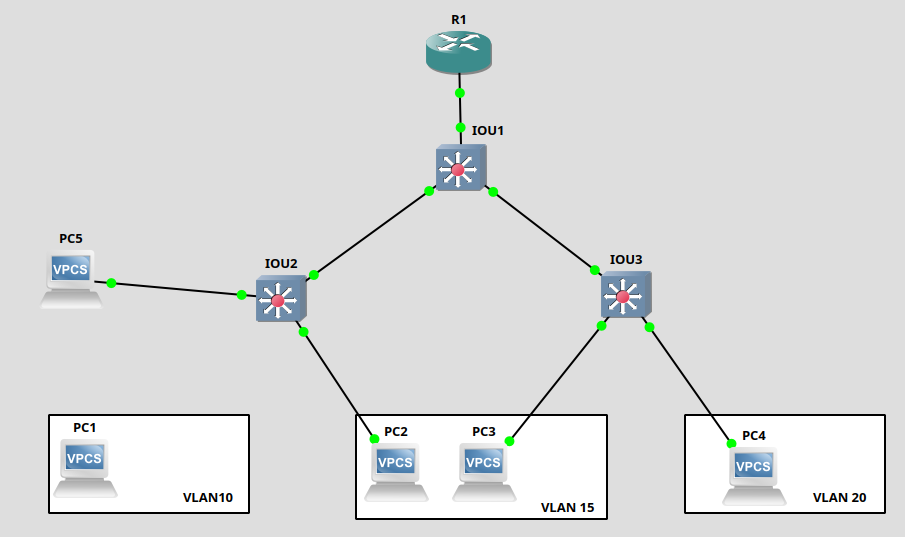 R1
IOU1
PC5
VPCS
IOU2
IOU3
PC1
VPCS
VLAN10
PC2
VPCS
PC3
VPCS
VLAN 15
PC4
VPCS
VLAN 20